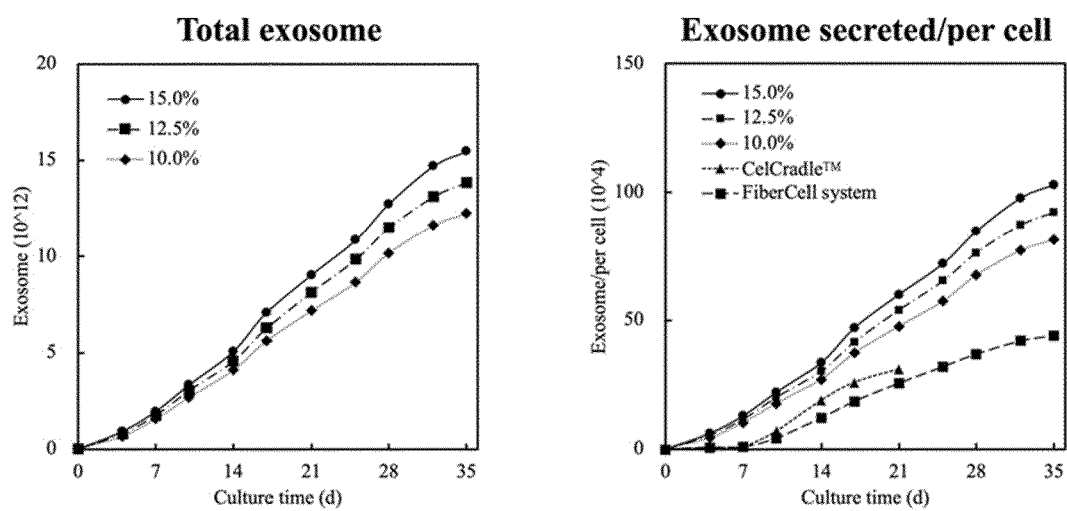 Total exosome
20
15
10
5
0
Exosome (10^12)
15.0%
12.5%
10.0%
0 7 14 21 28 35
Culture time (d)
Exosome secreted/per cell
150
100
50
0
Exosome/per cell (10^4)
15.0%
12.5%
10.0%
CelCradle™
FiberCell system
0 7 14 21 28 35
Culture time (d)